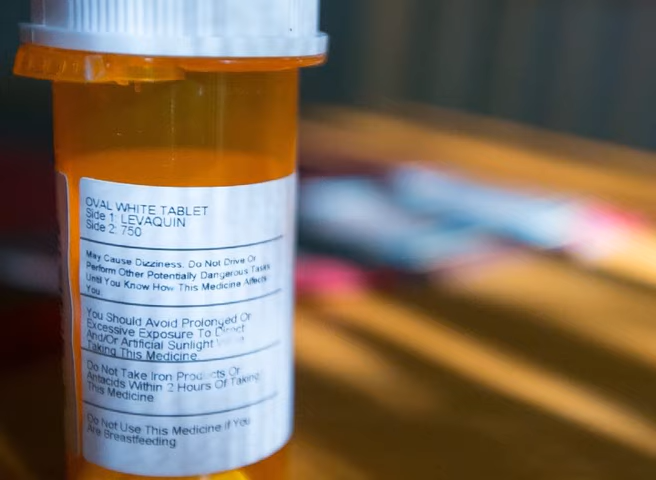 OVAL WHITE TABLET
Side 1: LEVAQUIN
Side 2: 750
May Cause Dizziness. Do Not Drive Or
Perform Other Potentially Dangerous Tasks
Until You Know How This Medicine Affects
You.
You Should Avoid Prolonged Or
Excessive Exposure To Direct
And/Or Artificial Sunlight While
Taking This Medicine
Do Not Take Iron Products Or
Antacids Within 2 Hours Of Taking
This Medicine
Do Not Use This Medicine If You
Are Breastfeeding